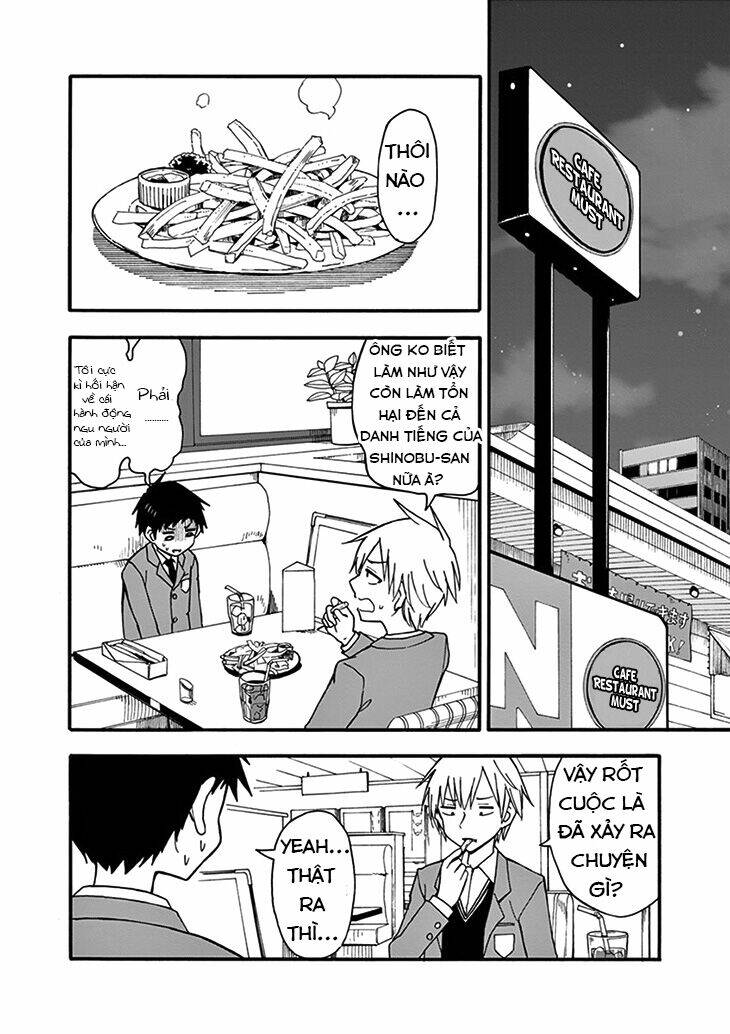 CAFE
RESTAURANT
MUST
THÔI
NÀO
...
ÔNG KO BIẾT
LÀM NHƯ VẬY
CÒN LÀM TỔN
HẠI ĐẾN CẢ
DANH TIẾNG CỦA
SHINOBU-SAN
NỮA À?
Phải
..........
Tôi cực
kì hối hận
về cái
hành động
ngu người
của mình...
N
CAFE
RESTAURANT
MUST
VẬY RỐT
CUỘC LÀ
ĐÃ XẢY RA
CHUYỆN
GÌ?
YEAH...
THẬT
RA
THÌ...